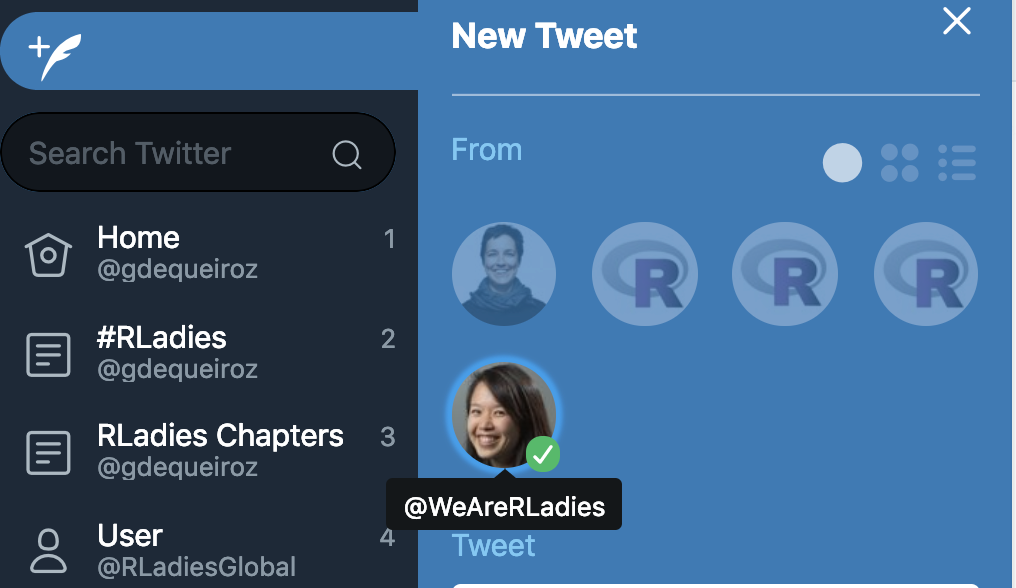 New Tweet
Search Twitter
Home 1
@gdequeiroz
#RLadies 2
@gdequeiroz
RLadies Chapters 3
@gdequeiroz
User 4
@RLadiesGlobal
From
R R R
@WeAreRLadies
Tweet